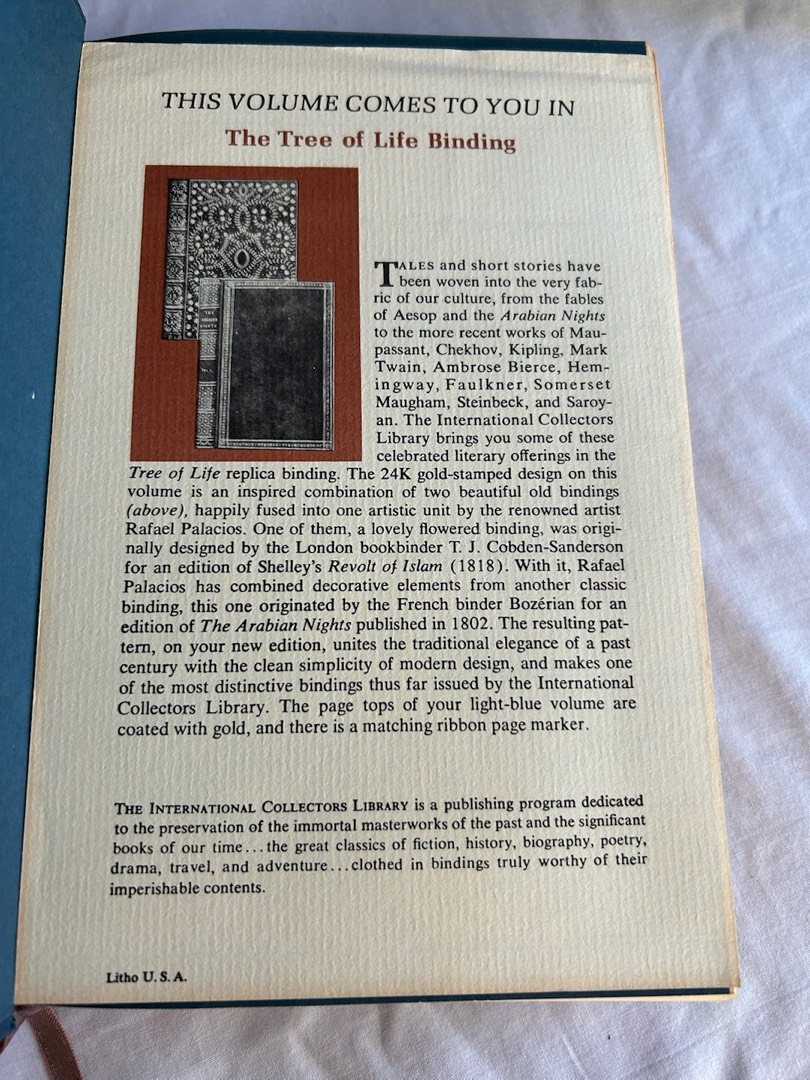 THIS VOLUME COMES TO YOU IN
The Tree of Life Binding
TALES and short stories have
been woven into the very fab-
ric of our culture, from the fables
of Aesop and the Arabian Nights
to the more recent works of Mau-
passant, Chekhov, Kipling, Mark
Twain, Ambrose Bierce, Hem-
ingway, Faulkner, Somerset
Maugham, Steinbeck, and Saroy-
an. The International Collectors
Library brings you some of these
celebrated literary offerings in the
Tree of Life replica binding. The 24K gold-stamped design on this
volume is an inspired combination of two beautiful old bindings
(above), happily fused into one artistic unit by the renowned artist
Rafael Palacios. One of them, a lovely flowered binding, was origi-
nally designed by the London bookbinder T. J. Cobden-Sanderson
for an edition of Shelley's Revolt of Islam (1818). With it, Rafael
Palacios has combined decorative elements from another classic
binding, this one originated by the French binder Bozérian for an
edition of The Arabian Nights published in 1802. The resulting pat-
tern, on your new edition, unites the traditional elegance of a past
century with the clean simplicity of modern design, and makes one
of the most distinctive bindings thus far issued by the International
Collectors Library. The page tops of your light-blue volume are
coated with gold, and there is a matching ribbon page marker.
THE INTERNATIONAL COLLECTORS LIBRARY is a publishing program dedicated
to the preservation of the immortal masterworks of the past and the significant
books of our time...the great classics of fiction, history, biography, poetry,
drama, travel, and adventure...clothed in bindings truly worthy of their
imperishable contents.
Litho U.S.A.